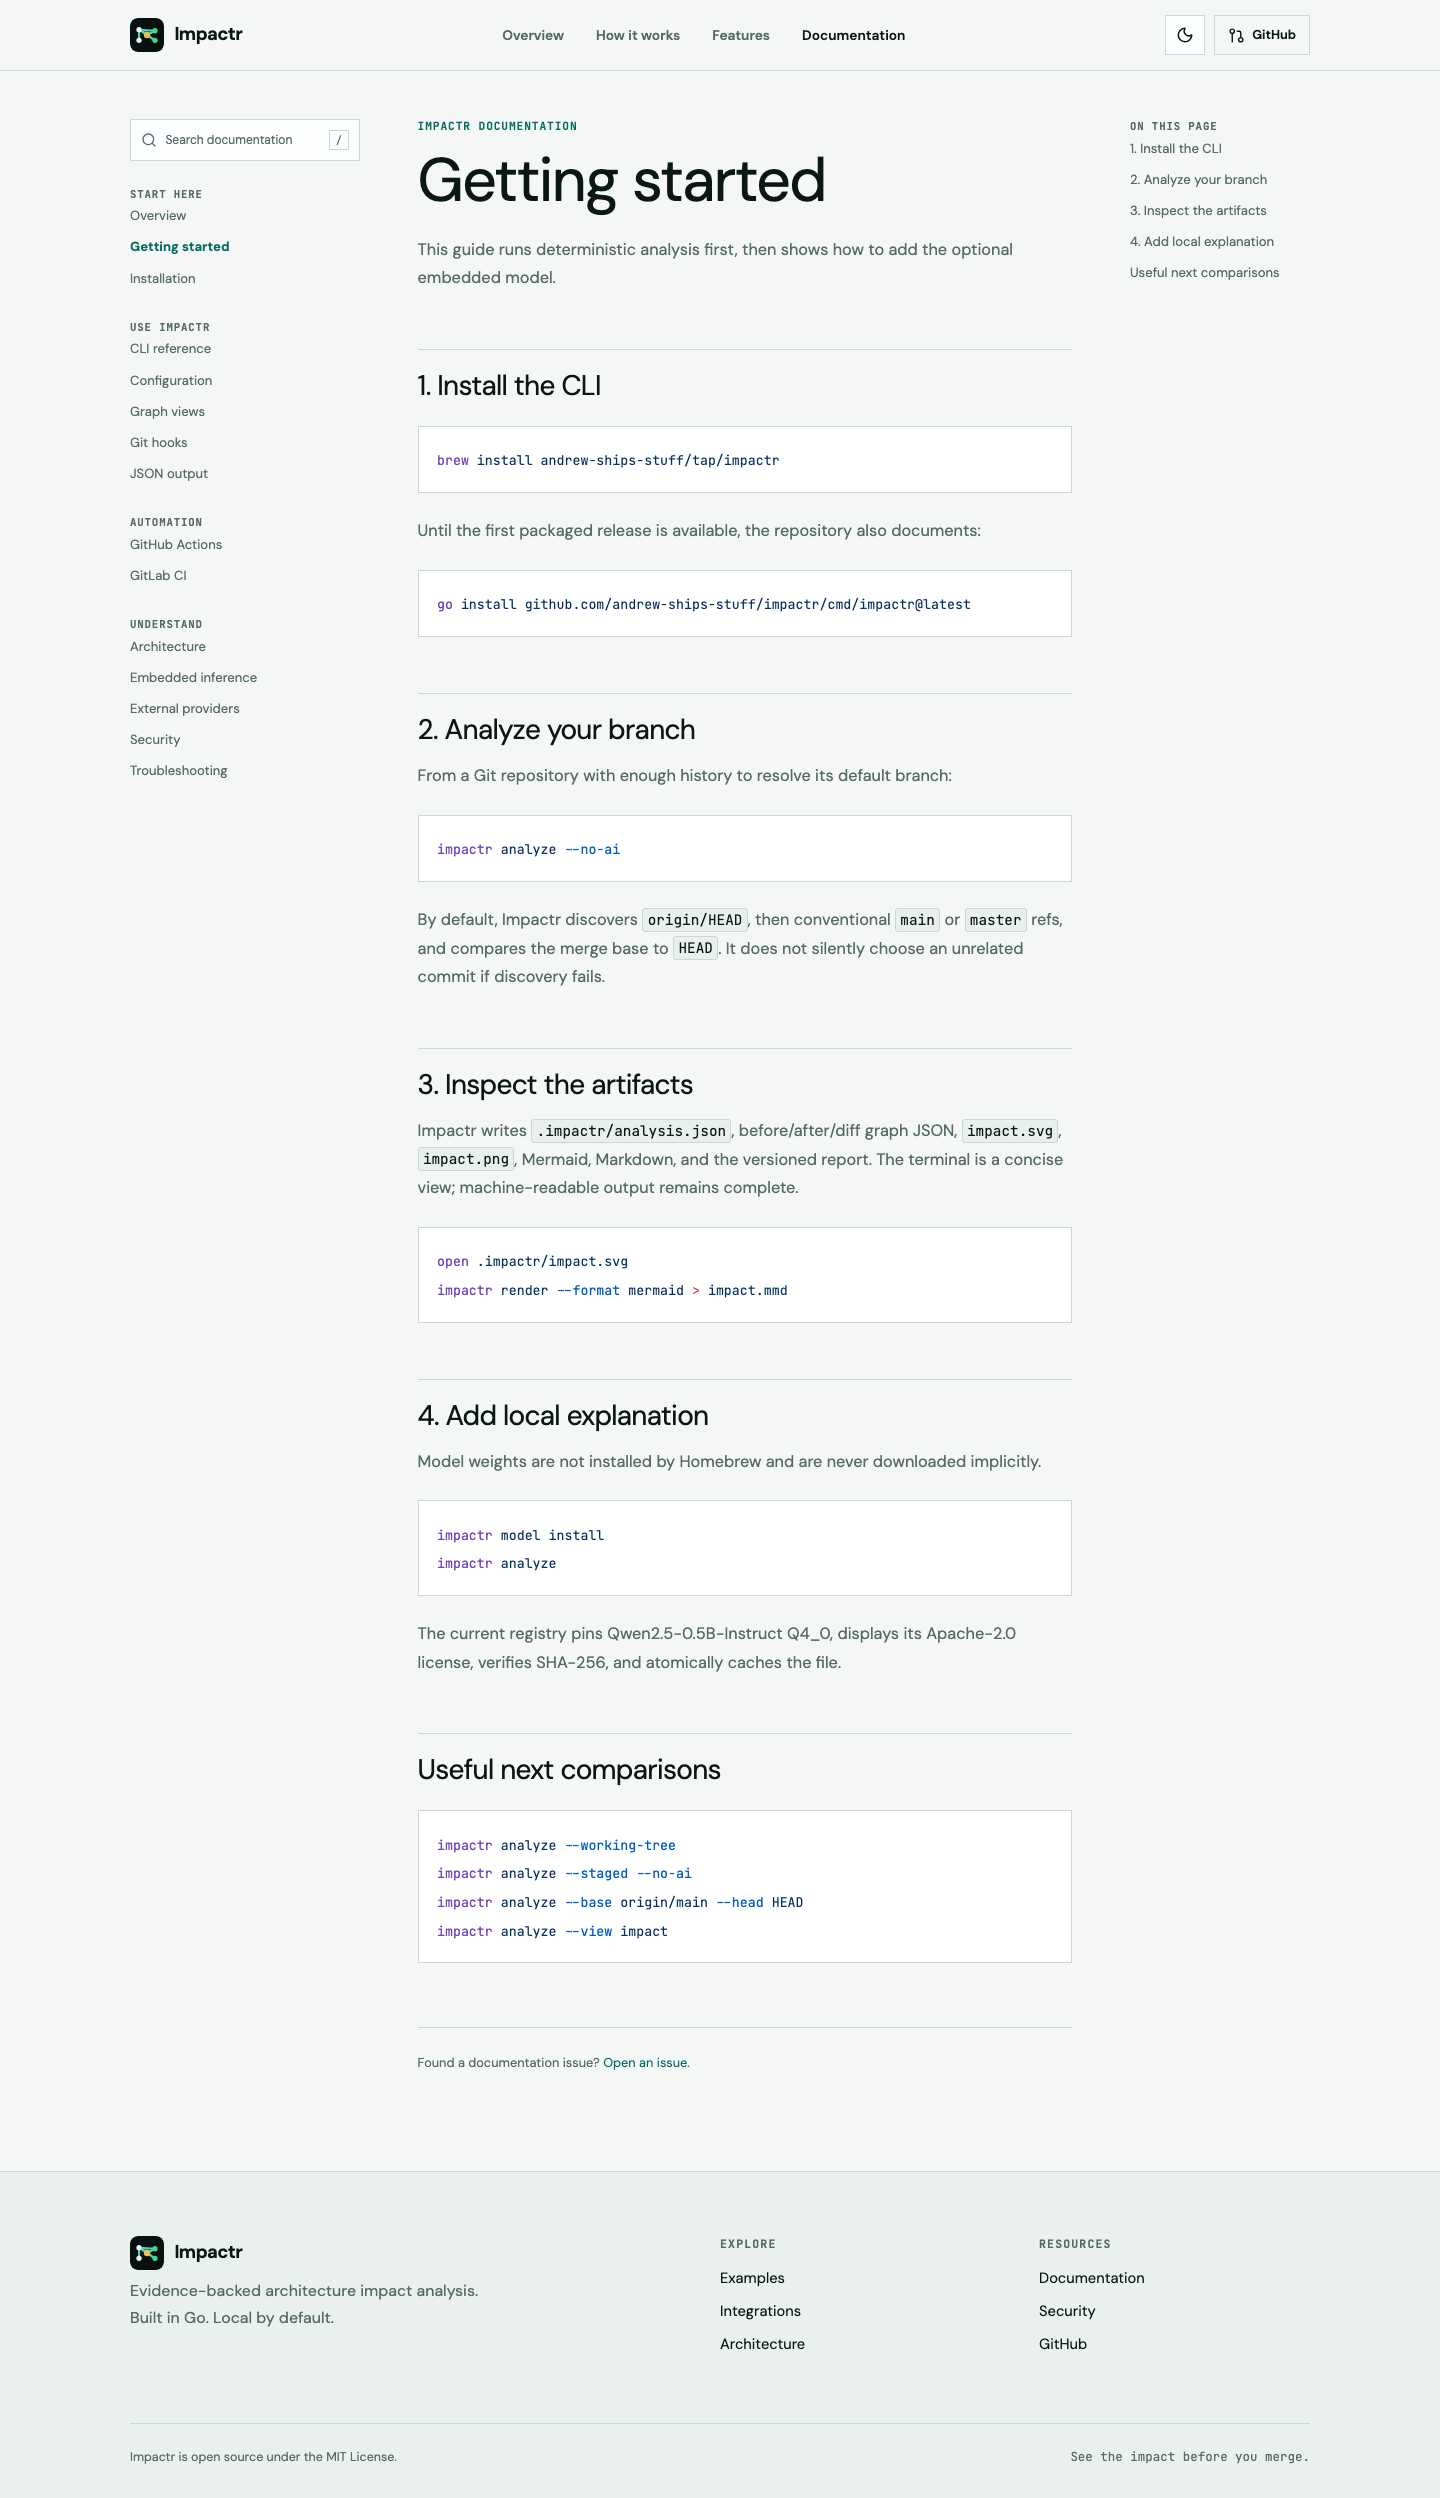 Impactr
Overview
How it works
Features
Documentation
GitHub
Search documentation
/
START HERE
Overview
Getting started
Installation
USE IMPACTR
CLI reference
Configuration
Graph views
Git hooks
JSON output
AUTOMATION
GitHub Actions
GitLab CI
UNDERSTAND
Architecture
Embedded inference
External providers
Security
Troubleshooting
IMPACTR DOCUMENTATION
Getting started
This guide runs deterministic analysis first, then shows how to add the optional
embedded model.
1. Install the CLI
brew install andrew-ships-stuff/tap/impactr
Until the first packaged release is available, the repository also documents:
go install github.com/andrew-ships-stuff/impactr/cmd/impactr@latest
2. Analyze your branch
From a Git repository with enough history to resolve its default branch:
impactr analyze --no-ai
By default, Impactr discovers origin/HEAD, then conventional main or master refs,
and compares the merge base to HEAD. It does not silently choose an unrelated
commit if discovery fails.
3. Inspect the artifacts
Impactr writes .impactr/analysis.json, before/after/diff graph JSON, impact.svg,
impact.png, Mermaid, Markdown, and the versioned report. The terminal is a concise
view; machine-readable output remains complete.
open .impactr/impact.svg
impactr render --format mermaid > impact.mmd
4. Add local explanation
Model weights are not installed by Homebrew and are never downloaded implicitly.
impactr model install
impactr analyze
The current registry pins Qwen2.5-0.5B-Instruct Q4_0, displays its Apache-2.0
license, verifies SHA-256, and atomically caches the file.
Useful next comparisons
impactr analyze --working-tree
impactr analyze --staged --no-ai
impactr analyze --base origin/main --head HEAD
impactr analyze --view impact
Found a documentation issue? Open an issue.
ON THIS PAGE
1. Install the CLI
2. Analyze your branch
3. Inspect the artifacts
4. Add local explanation
Useful next comparisons
Impactr
Evidence-backed architecture impact analysis.
Built in Go. Local by default.
EXPLORE
Examples
Integrations
Architecture
RESOURCES
Documentation
Security
GitHub
Impactr is open source under the MIT License.
See the impact before you merge.